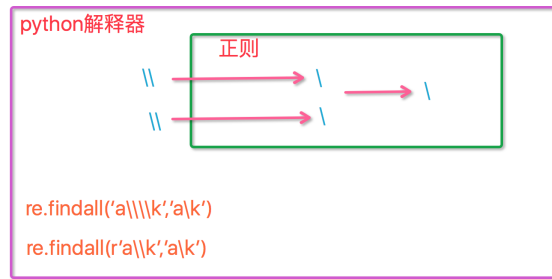 python解释器
正则
\\ \ \
\\ \
re.findall(‘a\\\\k’,’a\k’)
re.findall(r’a\\k’,’a\k’)